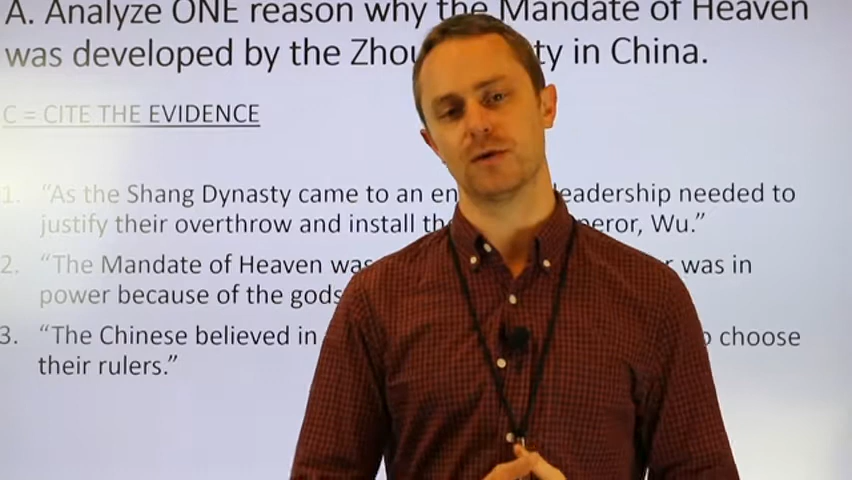 A. Analyze ONE reason why the Mandate of Heaven
was developed by the Zhou ty in China.
C = CITE THE EVIDENCE
1. “As the Shang Dynasty came to an en leadership needed to
justify their overthrow and install th peror, Wu.”
2. “The Mandate of Heaven was r was in
power because of the gods
3. “The Chinese believed in o choose
their rulers.”